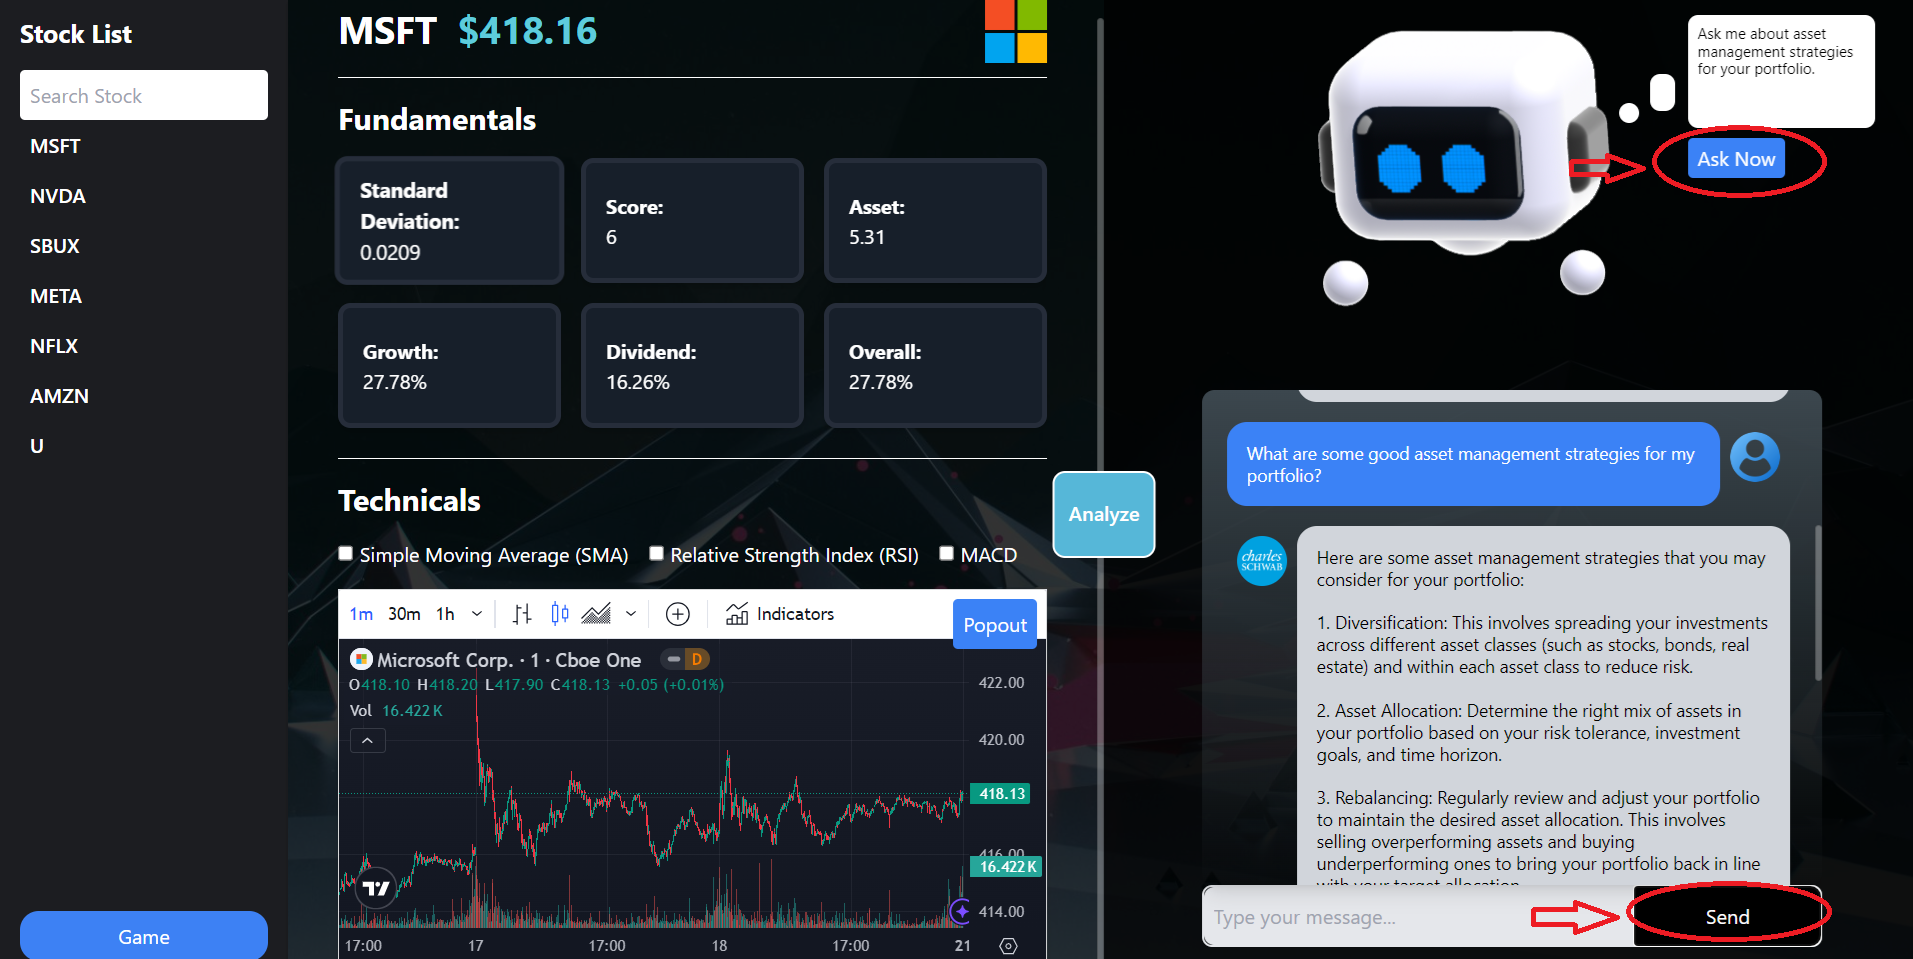 Stock List
Search Stock
MSFT
NVDA
SBUX
META
NFLX
AMZN
U
Game
MSFT $418.16
Fundamentals
Standard
Deviation:
0.0209
Score:
6
Asset:
5.31
Growth:
27.78%
Dividend:
16.26%
Overall:
27.78%
Technicals
Simple Moving Average (SMA) Relative Strength Index (RSI) MACD
Analyze
1m 30m 1h Indicators
Popout
Microsoft Corp. · 1 · Cboe One D
O418.10 H418.20 L417.90 C418.13 +0.05 (+0.01%)
Vol 16.422 K
422.00
420.00
418.13
416.00
16.422 K
414.00
17:00 17 17:00 18 17:00 21
Ask me about asset
management strategies
for your portfolio.
Ask Now
What are some good asset management strategies for my
portfolio?
charles
SCHWAB
Here are some asset management strategies that you may
consider for your portfolio:
1. Diversification: This involves spreading your investments
across different asset classes (such as stocks, bonds, real
estate) and within each asset class to reduce risk.
2. Asset Allocation: Determine the right mix of assets in
your portfolio based on your risk tolerance, investment
goals, and time horizon.
3. Rebalancing: Regularly review and adjust your portfolio
to maintain the desired asset allocation. This involves
selling overperforming assets and buying
underperforming ones to bring your portfolio back in line
with your target allocation
Type your message...
Send